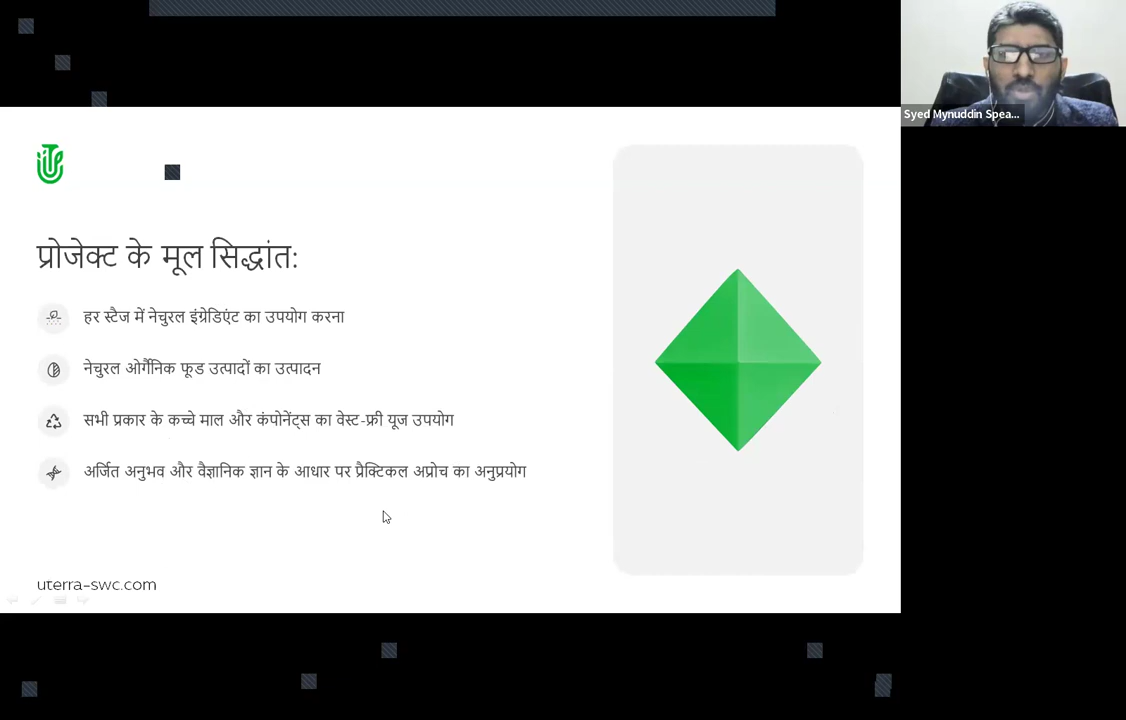 Syed Mynuddin Spea...
प्रोजेक्ट के मूल सिद्धांत:
हर स्टैज में नेचुरल इंग्रेडिएंट का उपयोग करना
नेचुरल ओर्गैनिक फूड उत्पादों का उत्पादन
सभी प्रकार के कच्चे माल और कंपोनेंट्स का वेस्ट-फ्री यूज उपयोग
अर्जित अनुभव और वैज्ञानिक ज्ञान के आधार पर प्रैक्टिकल अप्रोच का अनुप्रयोग
uterra-swc.com